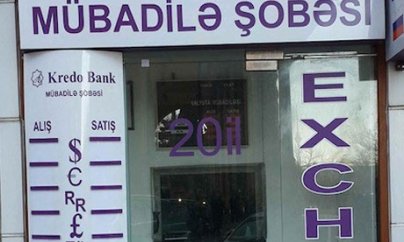 MÜBADİLƏ ŞÖBƏSİ
Kredo Bank
MÜBADİLƏ ŞÖBƏSİ
ALIŞ SATIŞ
$
€
RR
£
20il
EXCH